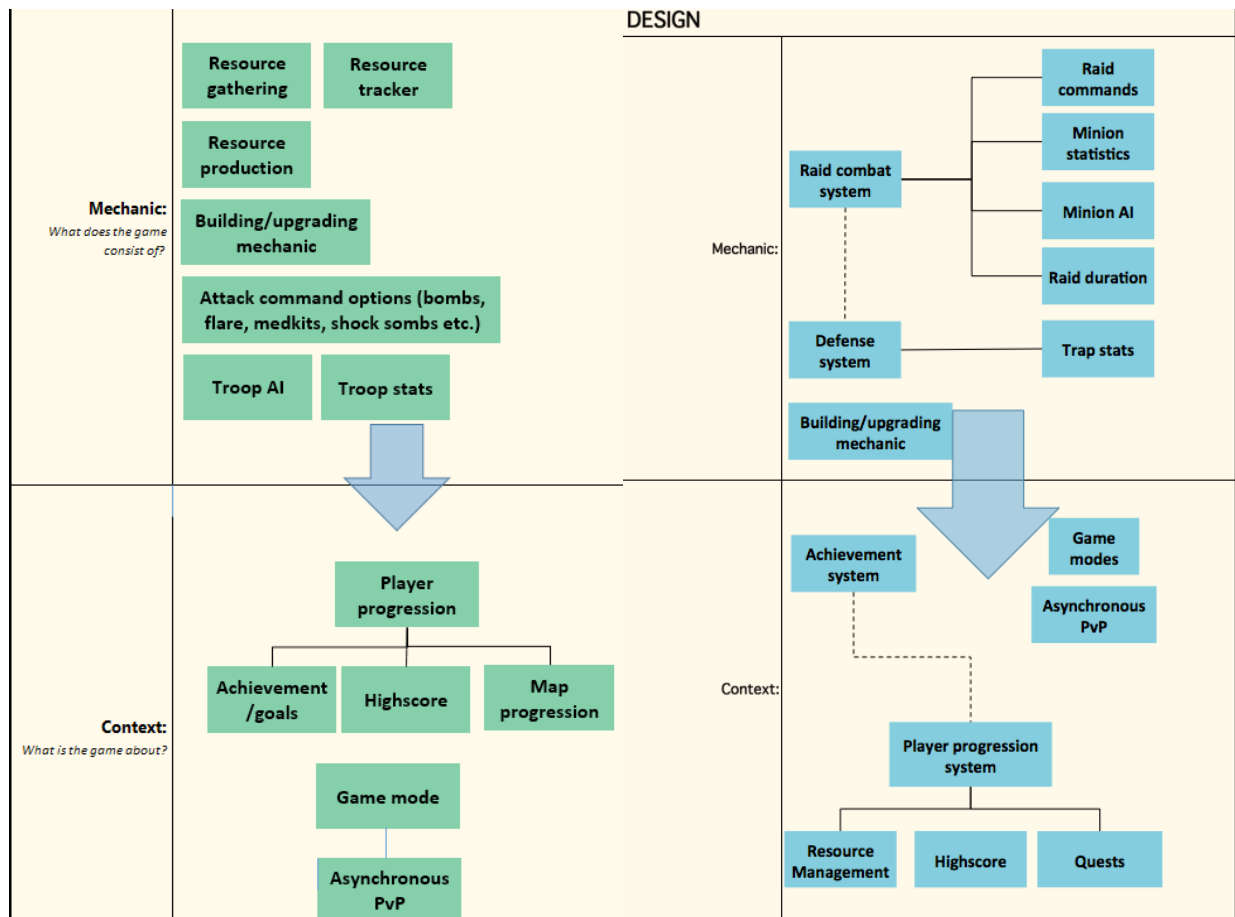 Resource
gathering
Resource
tracker
Resource
production
Mechanic:
What does the game
consist of?
Building/upgrading
mechanic
Attack command options (bombs,
flare, medkits, shock sombs etc.)
Troop AI
Troop stats
Player
progression
Achievement
/goals
Highscore
Map
progression
Context:
What is the game about?
Game mode
Asynchronous
PvP
DESIGN
Raid
commands
Minion
statistics
Raid combat
system
Minion AI
Mechanic:
Raid duration
Defense
system
Trap stats
Building/upgrading
mechanic
Game
modes
Achievement
system
Asynchronous
PvP
Context:
Player progression
system
Resource
Management
Highscore
Quests